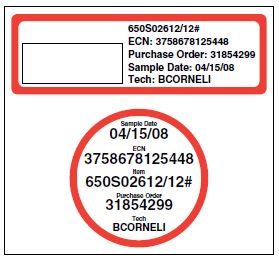 650S02612/12#
ECN: 3758678125448
Purchase Order: 31854299
Sample Date: 04/15/08
Tech: BCORNELI
Sample Date
04/15/08
ECN
3758678125448
Item
650S02612/12#
Purchase Order
31854299
Tech
BCORNELI